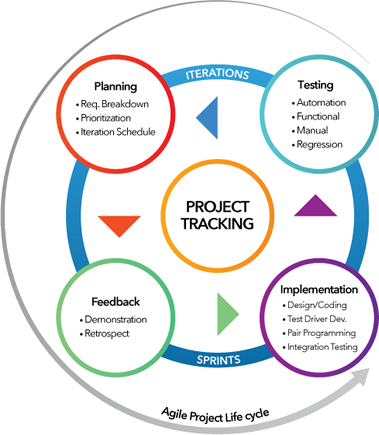 ITERATIONS
Planning
• Req. Breakdown
• Prioritization
• Iteration Schedule
Testing
• Automation
• Functional
• Manual
• Regression
PROJECT
TRACKING
Feedback
• Demonstration
• Retrospect
Implementation
• Design/Coding
• Test Driver Dev.
• Pair Programming
• Integration Testing
SPRINTS
Agile Project Life cycle